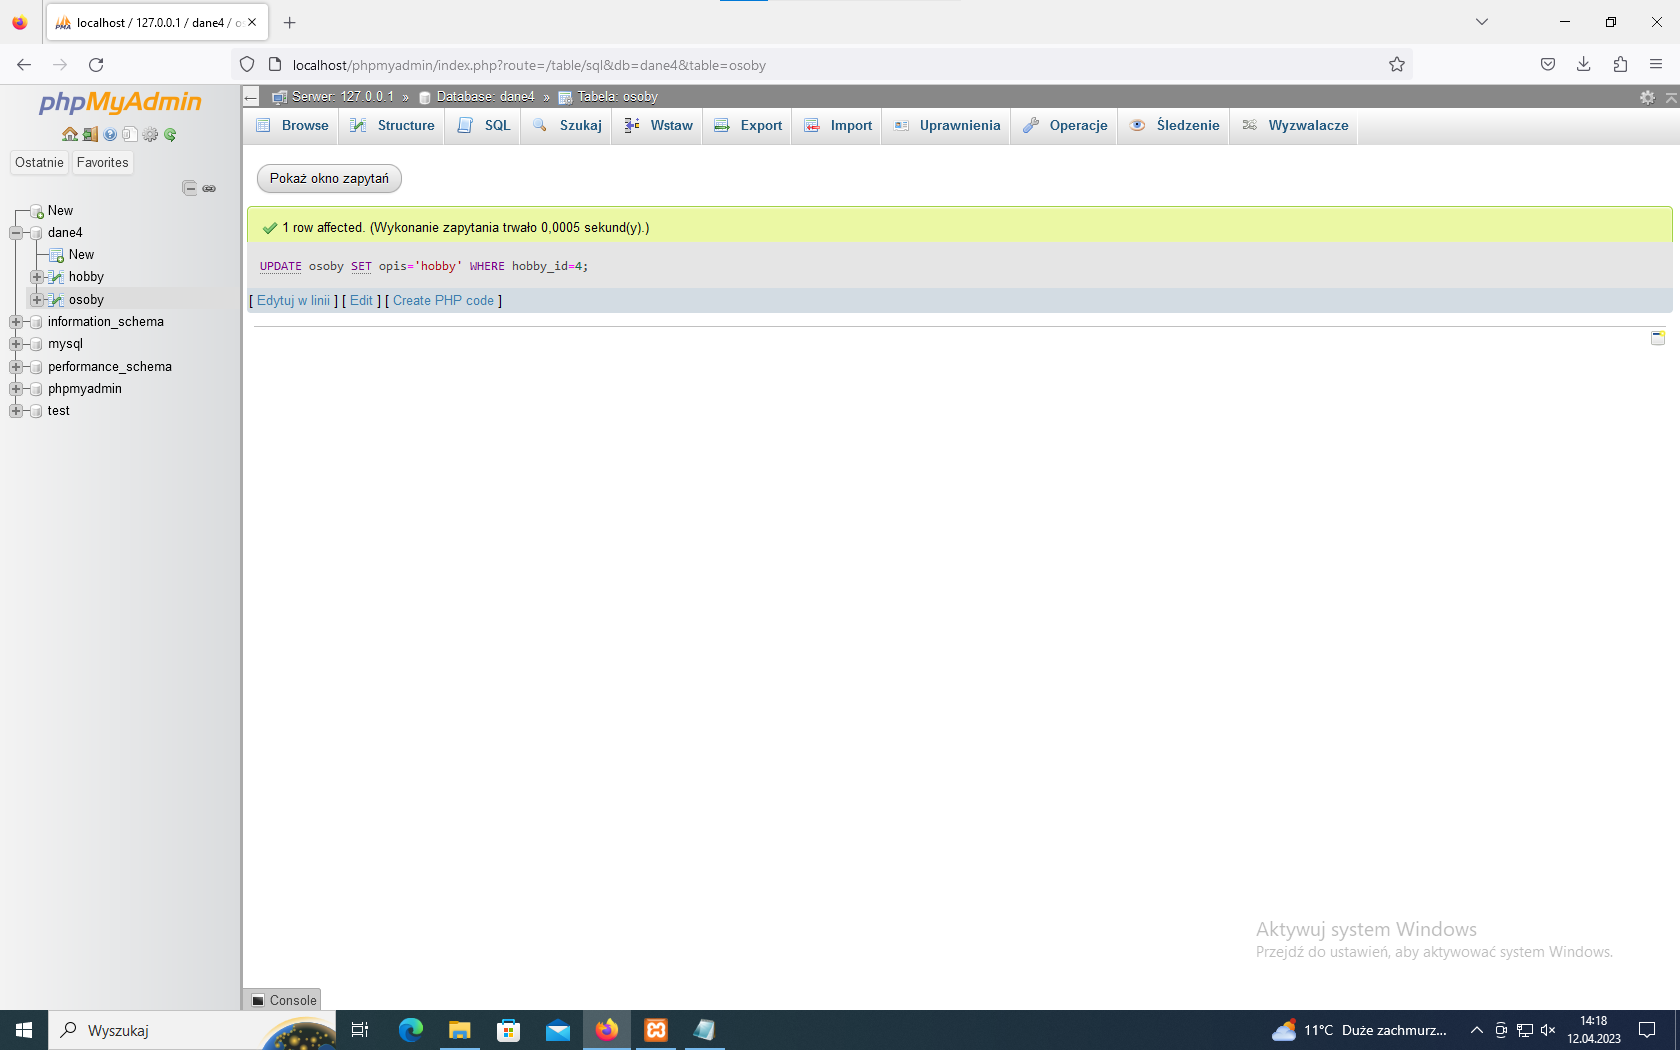 localhost / 127.0.0.1 / dane4 / o
localhost/phpmyadmin/index.php?route=/table/sql&db=dane4&table=osoby
phpMyAdmin
Ostatnie Favorites
New
dane4
New
hobby
osoby
information_schema
mysql
performance_schema
phpmyadmin
test
Serwer: 127.0.0.1 » Database: dane4 » Tabela: osoby
Browse Structure SQL Szukaj Wstaw Export Import Uprawnienia Operacje Śledzenie Wyzwalacze
Pokaż okno zapytań
1 row affected. (Wykonanie zapytania trwało 0,0005 sekund(y).)
UPDATE osoby SET opis='hobby' WHERE hobby_id=4;
[ Edytuj w linii ] [ Edit ] [ Create PHP code ]
Aktywuj system Windows
Przejdź do ustawień, aby aktywować system Windows.
Console
Wyszukaj
11°C Duże zachmurz...
14:18
12.04.2023